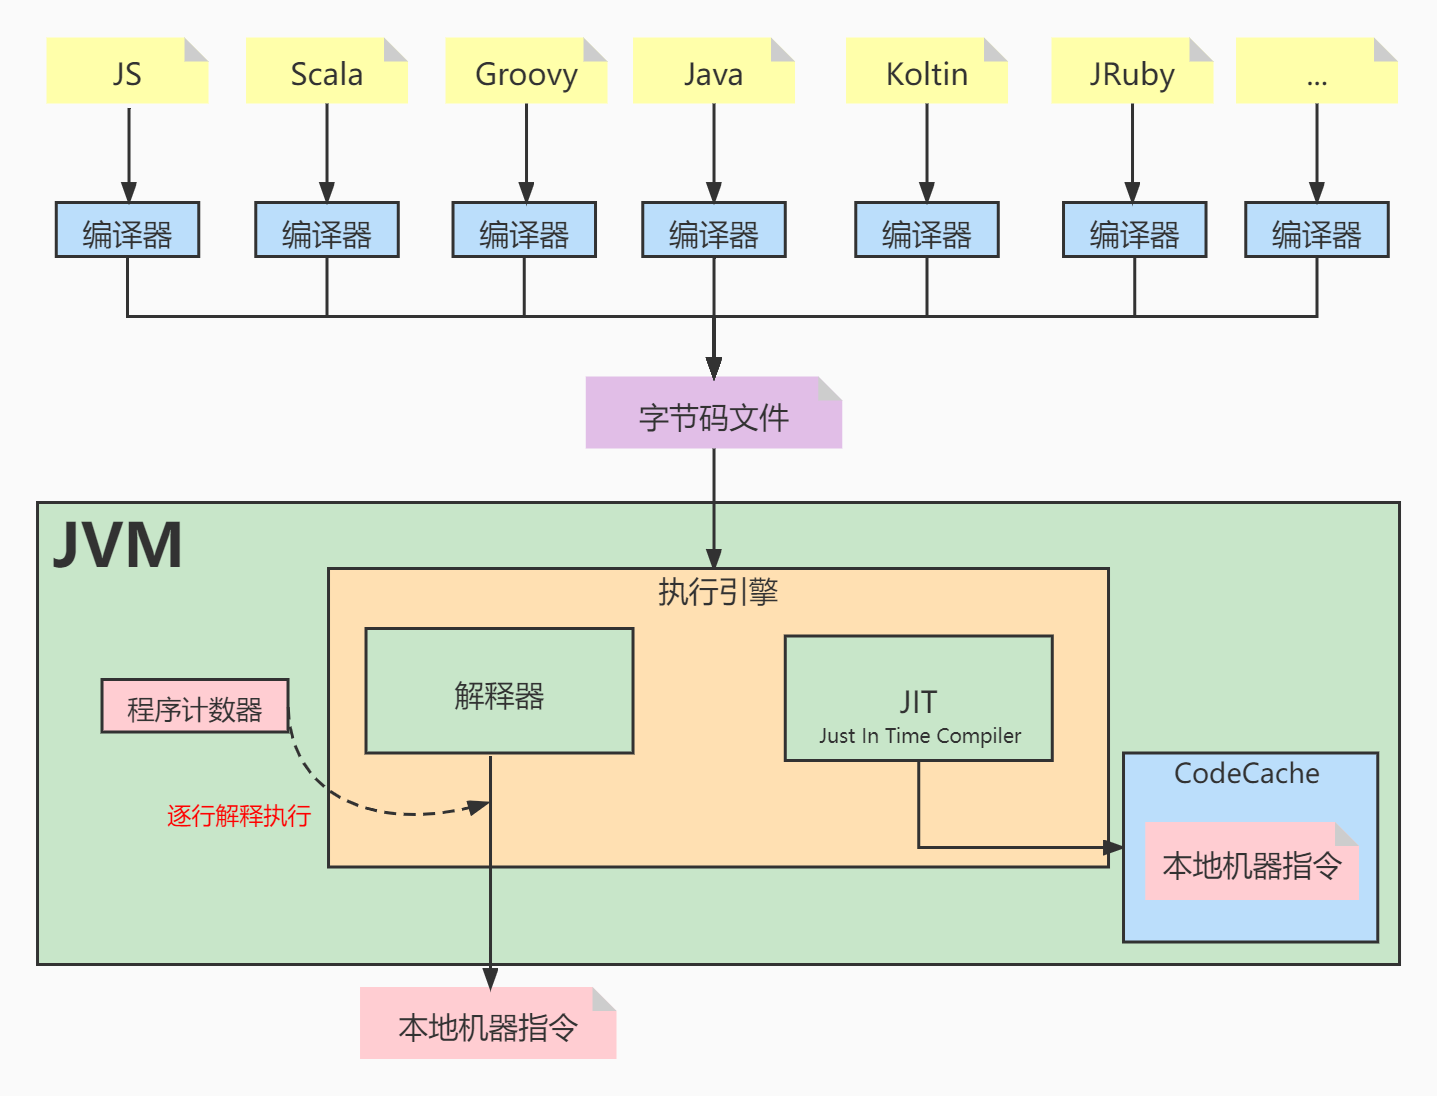 JS
Scala
Groovy
Java
Koltin
JRuby
...
编译器
编译器
编译器
编译器
编译器
编译器
编译器
字节码文件
JVM
执行引擎
解释器
程序计数器
JIT
Just In Time Compiler
CodeCache
逐行解释执行
本地机器指令
本地机器指令